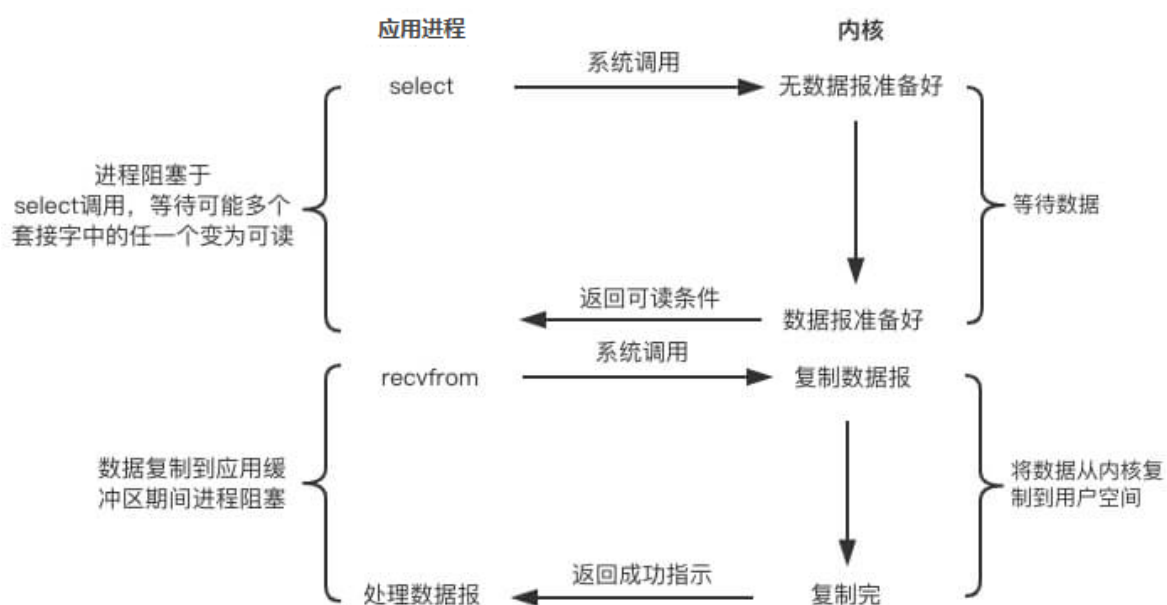 应用进程
内核
系统调用
select
无数据报准备好
进程阻塞于
select调用，等待可能多个
套接字中的任一个变为可读
等待数据
返回可读条件
数据报准备好
系统调用
recvfrom
复制数据报
数据复制到应用缓
冲区期间进程阻塞
将数据从内核复
制到用户空间
返回成功指示
处理数据报
复制完